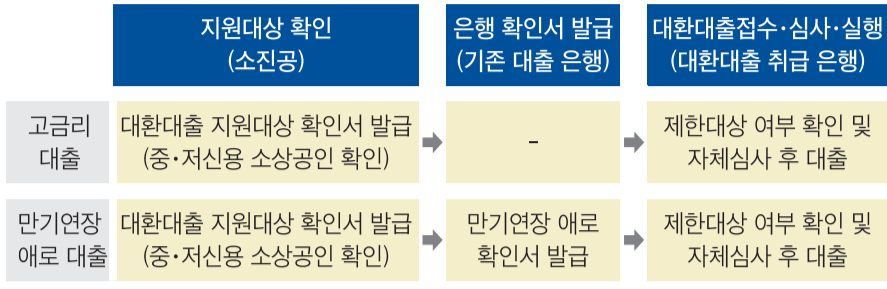 지원대상 확인
(소진공)
은행 확인서 발급
(기존 대출 은행)
대환대출접수·심사·실행
(대환대출 취급 은행)
고금리
대출
대환대출 지원대상 확인서 발급
(중·저신용 소상공인 확인)
-
제한대상 여부 확인 및
자체심사 후 대출
만기연장
애로 대출
대환대출 지원대상 확인서 발급
(중·저신용 소상공인 확인)
만기연장 애로
확인서 발급
제한대상 여부 확인 및
자체심사 후 대출